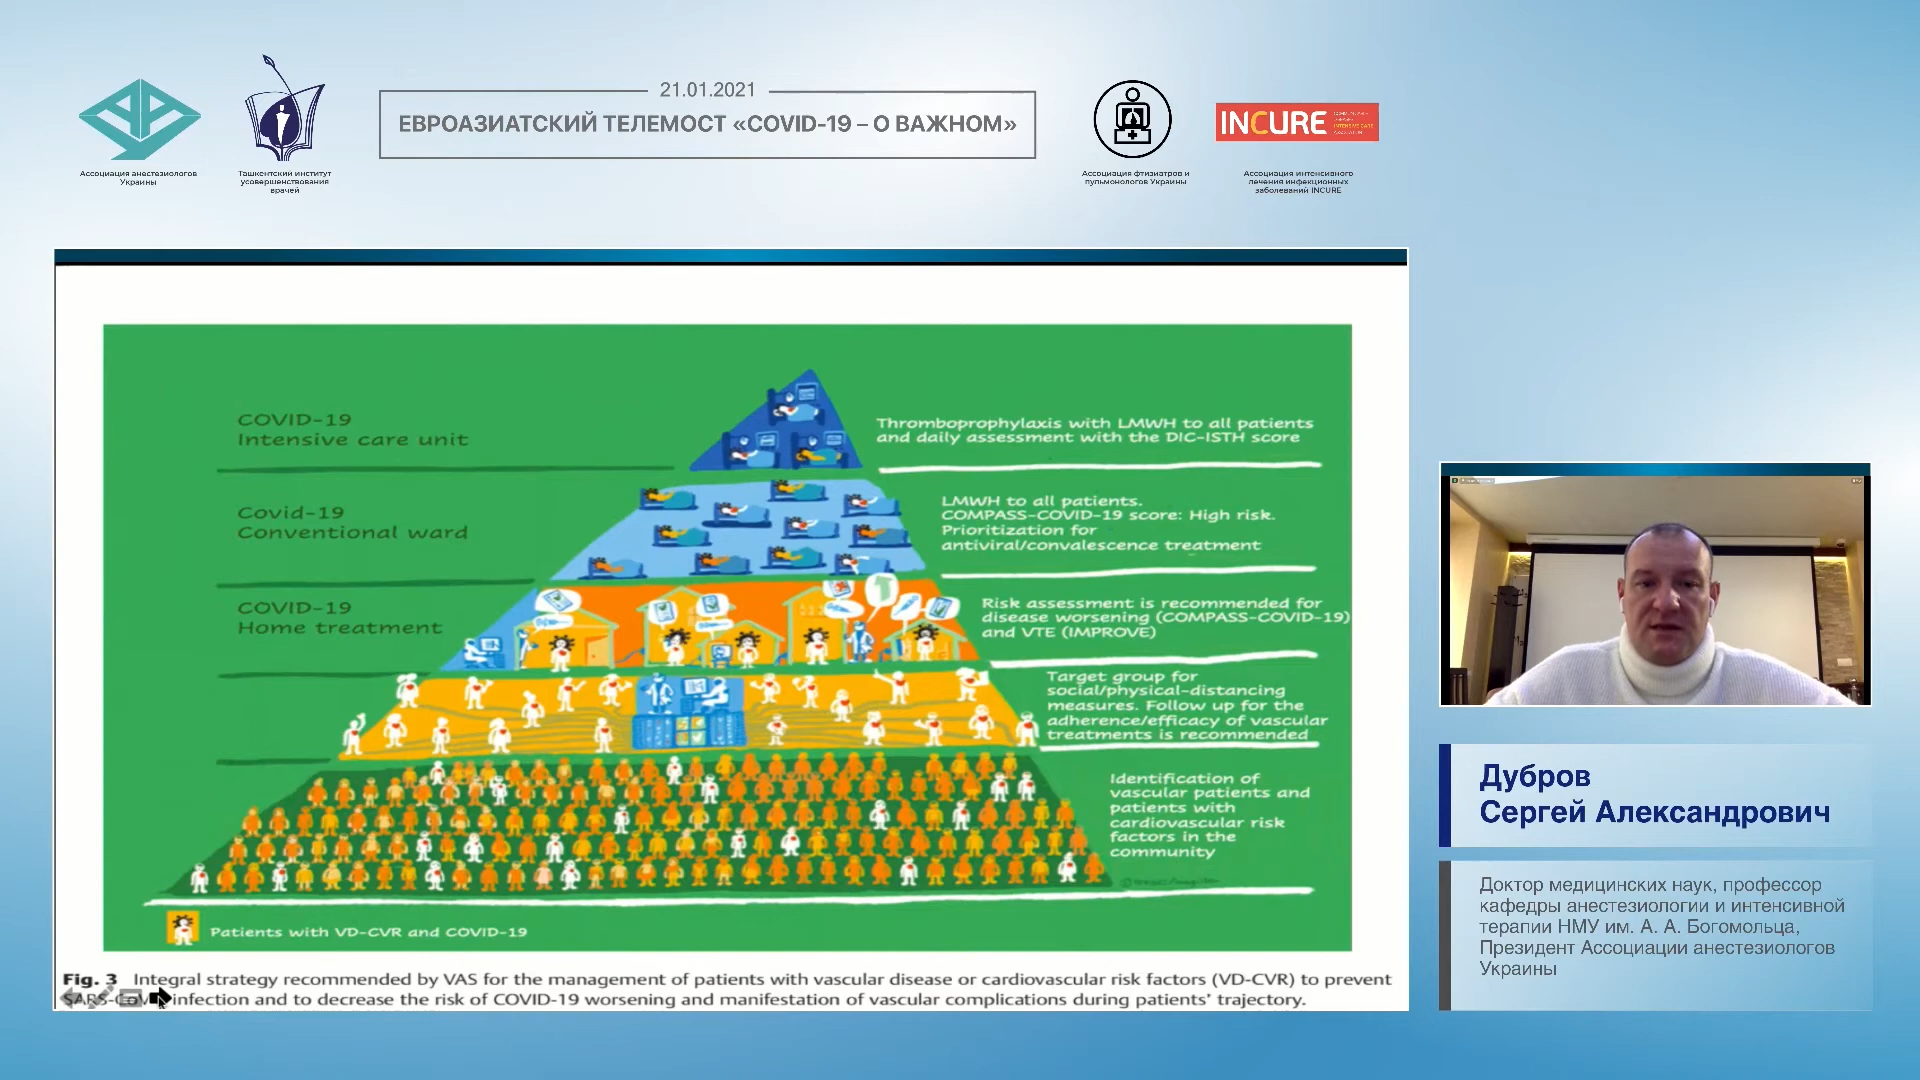 21.01.2021
ЕВРОАЗИАТСКИЙ ТЕЛЕМОСТ «COVID-19 – О ВАЖНОМ»
Ассоциация анестезиологов
Украины
Ташкентский институт
усовершенствования
врачей
Ассоциация фтизиатров и
пульмонологов Украины
INCURE
INTENSIVE CARE
Ассоциация интенсивного
лечения инфекционных
заболеваний INCURE
COVID-19
Intensive care unit
Thromboprophylaxis with LMWH to all patients
and daily assessment with the DIC-ISTH score
Covid-19
Conventional ward
LMWH to all patients.
COMPASS-COVID-19 score: High risk.
Prioritization for
antiviral/convalescence treatment
COVID-19
Home treatment
Risk assessment is recommended for
disease worsening (COMPASS-COVID-19)
and VTE (IMPROVE)
Target group for
social/physical-distancing
measures. Follow up for the
adherence/efficacy of vascular
treatments is recommended
Identification of
vascular patients and
patients with
cardiovascular risk
factors in the
community
Patients with VD-CVR and COVID-19
Fig. 3 Integral strategy recommended by VAS for the management of patients with vascular disease or cardiovascular risk factors (VD-CVR) to prevent
SARS-CoV infection and to decrease the risk of COVID-19 worsening and manifestation of vascular complications during patients' trajectory.
Дубров
Сергей Александрович
Доктор медицинских наук, профессор
кафедры анестезиологии и интенсивной
терапии НМУ им. А. А. Богомольца,
Президент Ассоциации анестезиологов
Украины